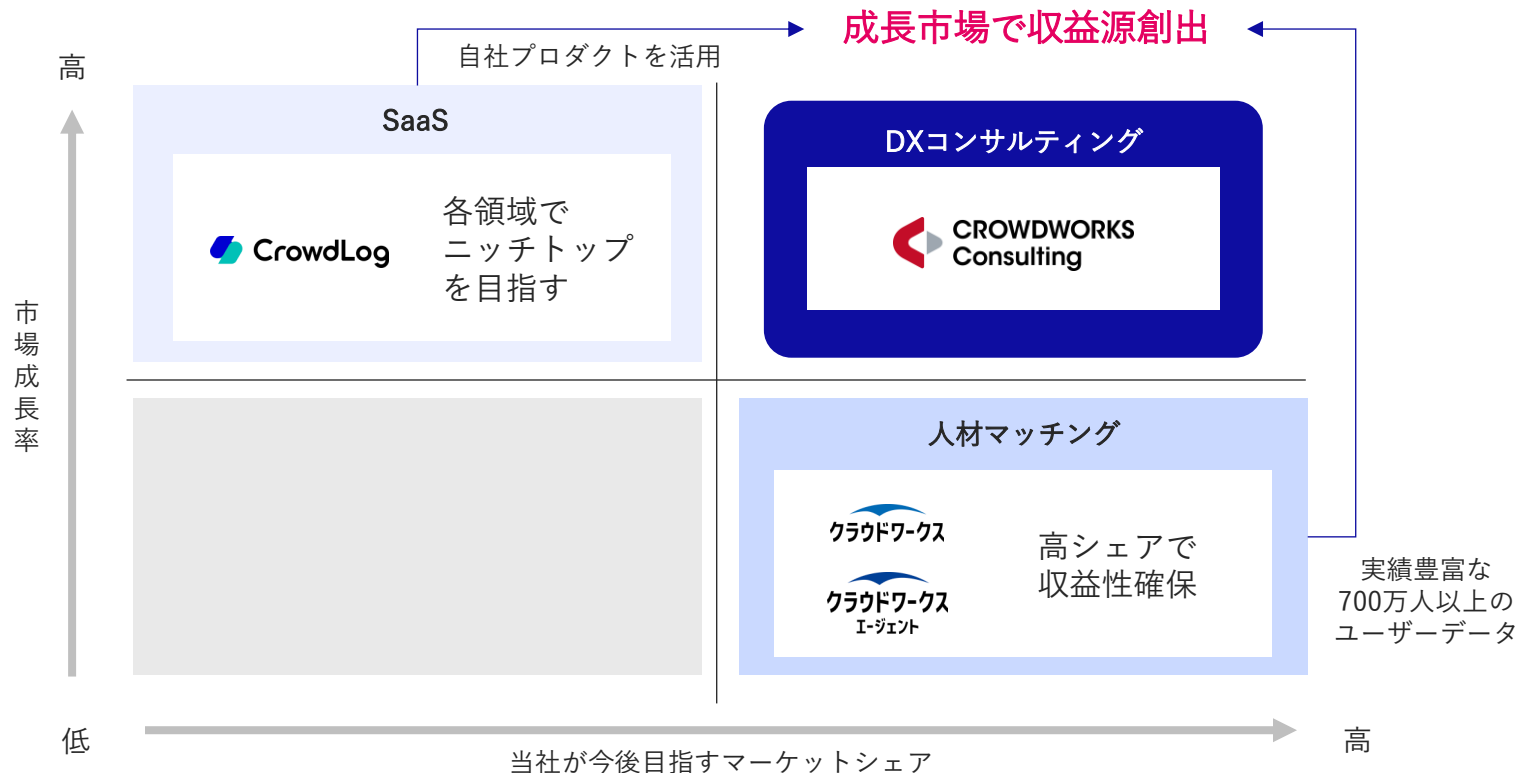 成長市場で収益源創出
自社プロダクトを活用
高
SaaS
CrowdLog
各領域で
ニッチトップ
を目指す
DXコンサルティング
CROWDWORKS
Consulting
市場成長率
人材マッチング
クラウドワークス
クラウドワークス
エージェント
高シェアで
収益性確保
実績豊富な
700万人以上の
ユーザーデータ
低
高
当社が今後目指すマーケットシェア